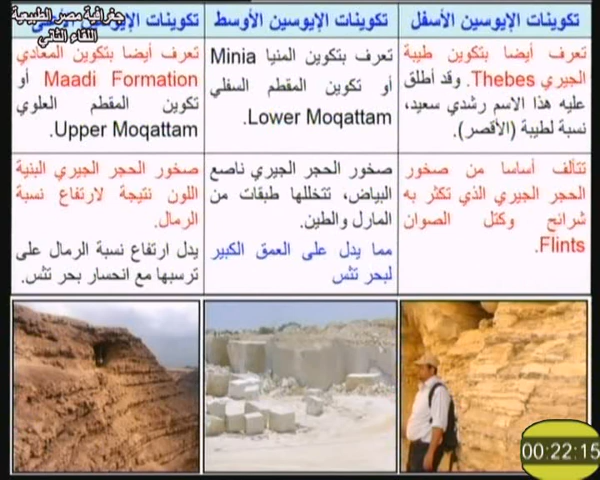 جغرافية مصر الطبيعية
اللقاء الثاني
تكوينات الإيوسين الأسفل
تعرف أيضا بتكوين طيبة
الجيري Thebes. وقد أطلق
عليه هذا الاسم رشدي سعيد،
نسبة لطيبة (الأقصر).
تتألف أساسا من صخور
الحجر الجيري الذي تكثر به
شرائح وكتل الصوان
Flints.
تكوينات الإيوسين الأوسط
تعرف بتكوين المنيا Minia
أو تكوين المقطم السفلي
Lower Moqattam.
صخور الحجر الجيري ناصع
البياض، تتخللها طبقات من
المارل والطين.
مما يدل على العمق الكبير
لبحر تثس
تكوينات الإيوسين
تعرف أيضا بتكوين المعادي
Maadi Formation أو
تكوين المقطم العلوي
Upper Moqattam.
صخور الحجر الجيري البنية
اللون نتيجة لارتفاع نسبة
الرمال.
يدل ارتفاع نسبة الرمال على
ترسبها مع انحسار بحر تثس.
00:22:15